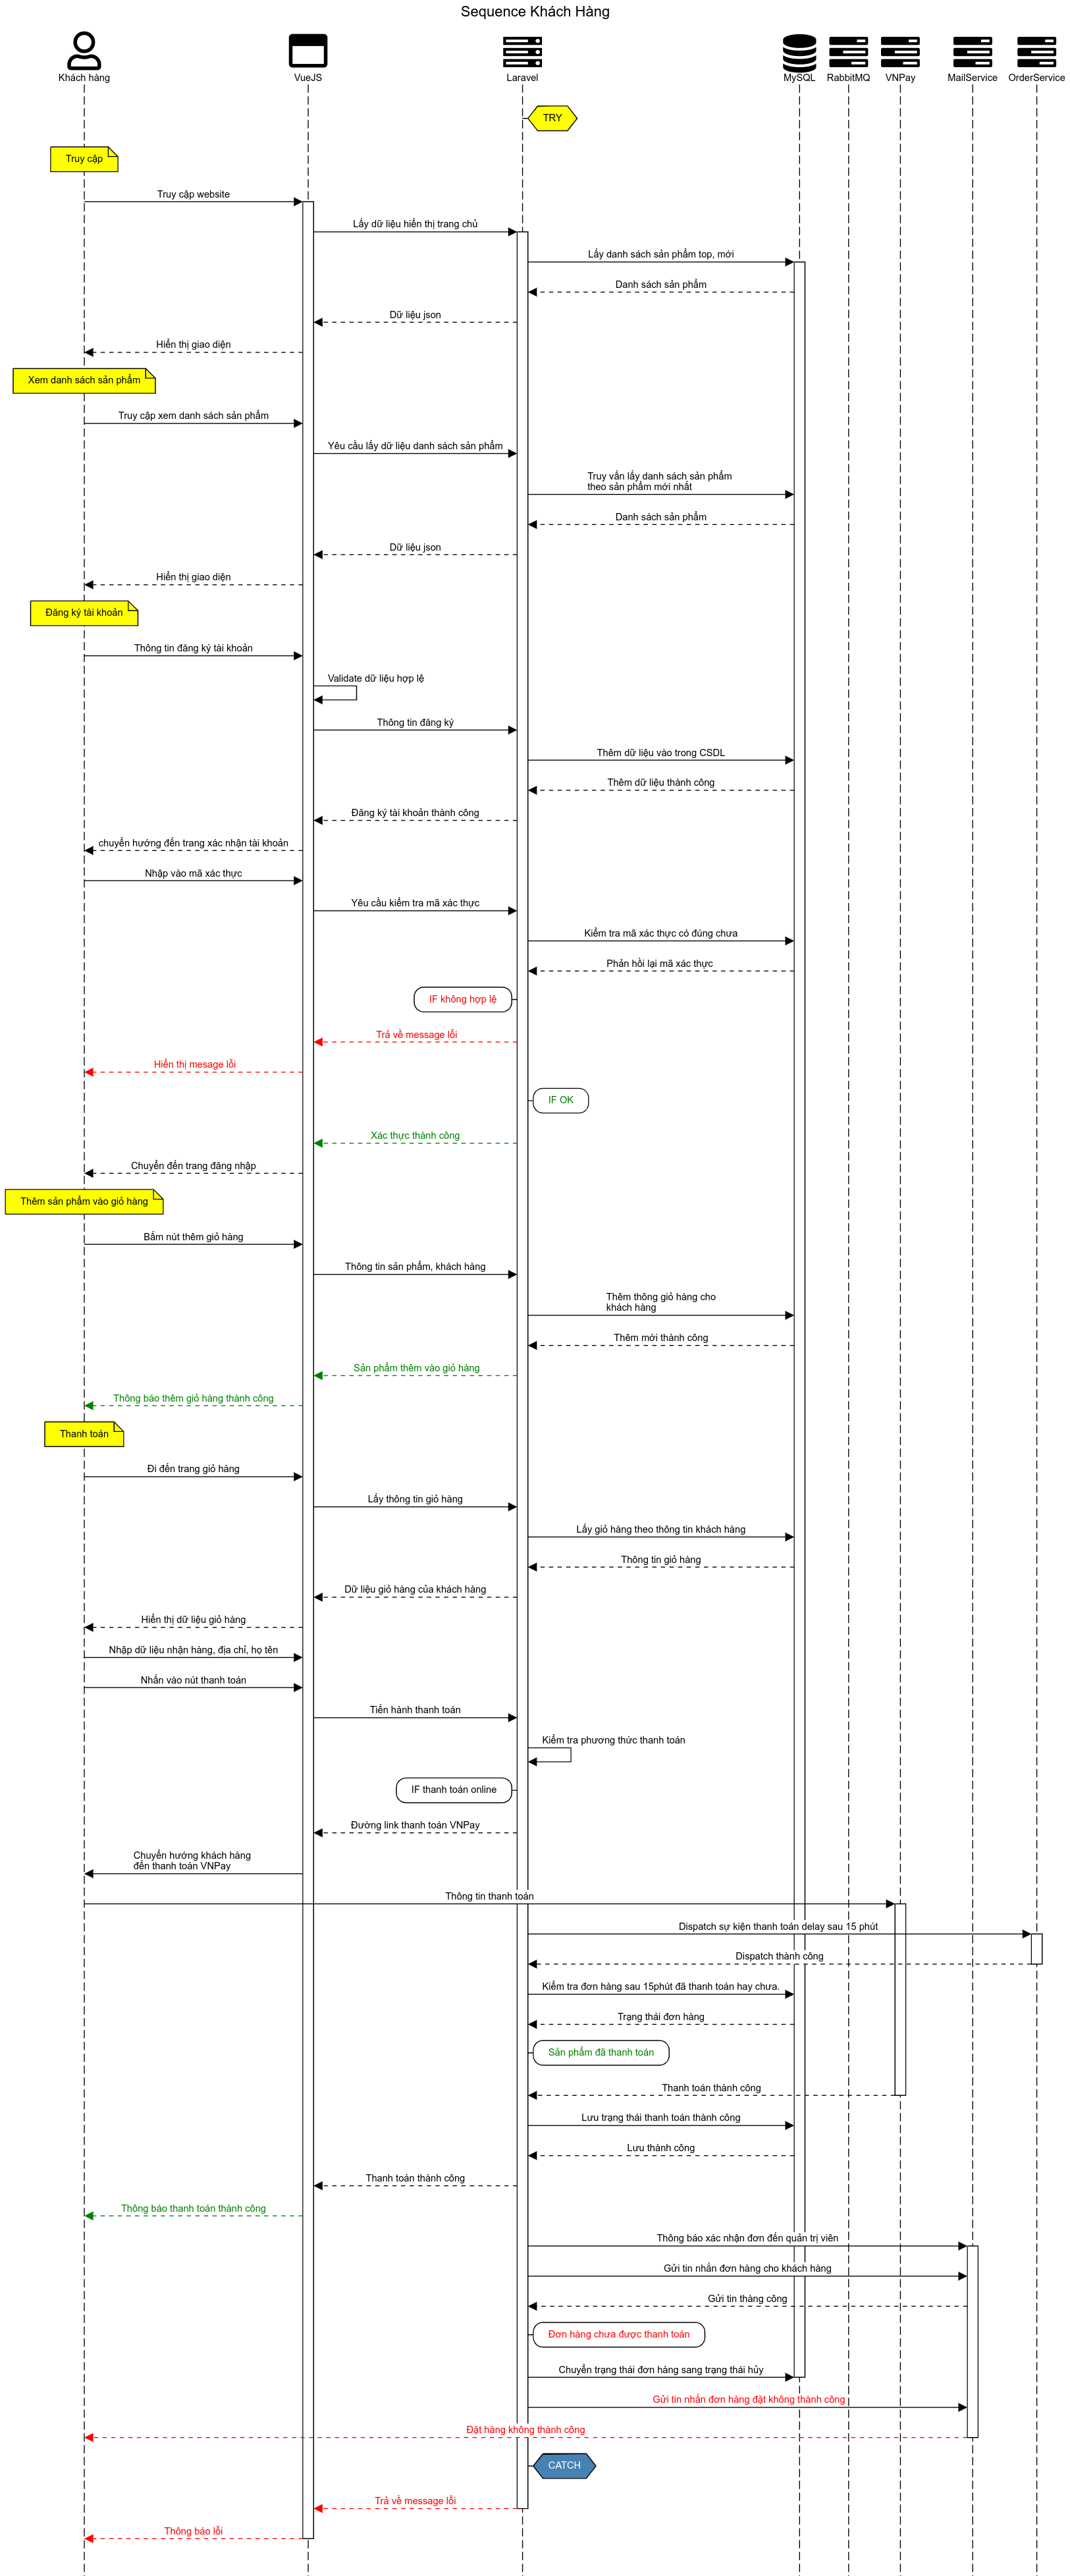 Sequence Khách Hàng
Khách hàng
VueJS
Laravel
MySQL
RabbitMQ
VNPay
MailService
OrderService
TRY
Truy cập
Truy cập website
Lấy dữ liệu hiển thị trang chủ
Lấy danh sách sản phẩm top, mới
Danh sách sản phẩm
Dữ liệu json
Hiển thị giao diện
Xem danh sách sản phẩm
Truy cập xem danh sách sản phẩm
Yêu cầu lấy dữ liệu danh sách sản phẩm
Truy vấn lấy danh sách sản phẩm
theo sản phẩm mới nhất
Danh sách sản phẩm
Dữ liệu json
Hiển thị giao diện
Đăng ký tài khoản
Thông tin đăng ký tài khoản
Validate dữ liệu hợp lệ
Thông tin đăng ký
Thêm dữ liệu vào trong CSDL
Thêm dữ liệu thành công
Đăng ký tài khoản thành công
chuyển hướng đến trang xác nhận tài khoản
Nhập vào mã xác thực
Yêu cầu kiểm tra mã xác thực
Kiểm tra mã xác thực có đúng chưa
Phản hồi lại mã xác thực
IF không hợp lệ
Trả về message lỗi
Hiển thị mesage lỗi
IF OK
Xác thực thành công
Chuyển đến trang đăng nhập
Thêm sản phẩm vào giỏ hàng
Bấm nút thêm giỏ hàng
Thông tin sản phẩm, khách hàng
Thêm thông giỏ hàng cho
khách hàng
Thêm mới thành công
Sản phẩm thêm vào giỏ hàng
Thông báo thêm giỏ hàng thành công
Thanh toán
Đi đến trang giỏ hàng
Lấy thông tin giỏ hàng
Lấy giỏ hàng theo thông tin khách hàng
Thông tin giỏ hàng
Dữ liệu giỏ hàng của khách hàng
Hiển thị dữ liệu giỏ hàng
Nhập dữ liệu nhận hàng, địa chỉ, họ tên
Nhấn vào nút thanh toán
Tiến hành thanh toán
Kiểm tra phương thức thanh toán
IF thanh toán online
Đường link thanh toán VNPay
Chuyển hướng khách hàng
đến thanh toán VNPay
Thông tin thanh toán
Dispatch sự kiện thanh toán delay sau 15 phút
Dispatch thành công
Kiểm tra đơn hàng sau 15phút đã thanh toán hay chưa.
Trạng thái đơn hàng
Sản phẩm đã thanh toán
Thanh toán thành công
Lưu trạng thái thanh toán thành công
Lưu thành công
Thanh toán thành công
Thông báo thanh toán thành công
Thông báo xác nhận đơn đến quản trị viên
Gửi tin nhắn đơn hàng cho khách hàng
Gửi tin thàng công
Đơn hàng chưa được thanh toán
Chuyển trạng thái đơn hàng sang trạng thái hủy
Gửi tin nhắn đơn hàng đặt không thành công
Đặt hàng không thành công
CATCH
Trả về message lỗi
Thông báo lỗi